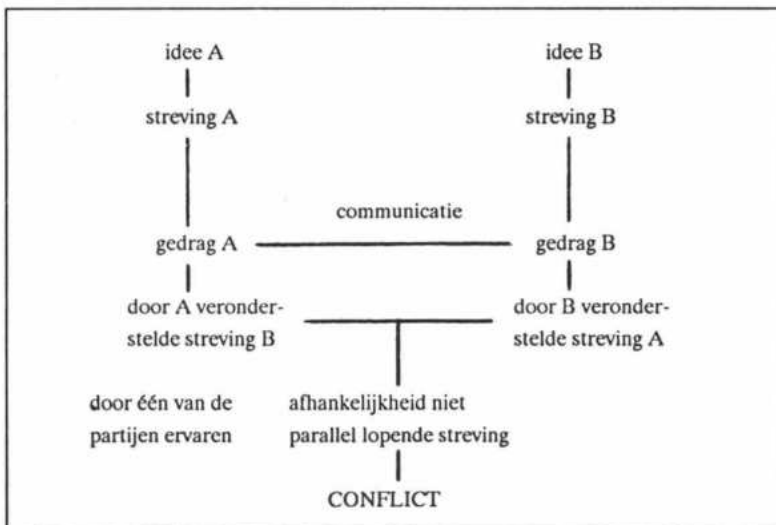 idee A
idee B
streving A
streving B
communicatie
gedrag A
gedrag B
door A veronder-
stelde streving B
door B veronder-
stelde streving A
door één van de
partijen ervaren
afhankelijkheid niet
parallel lopende streving
CONFLICT